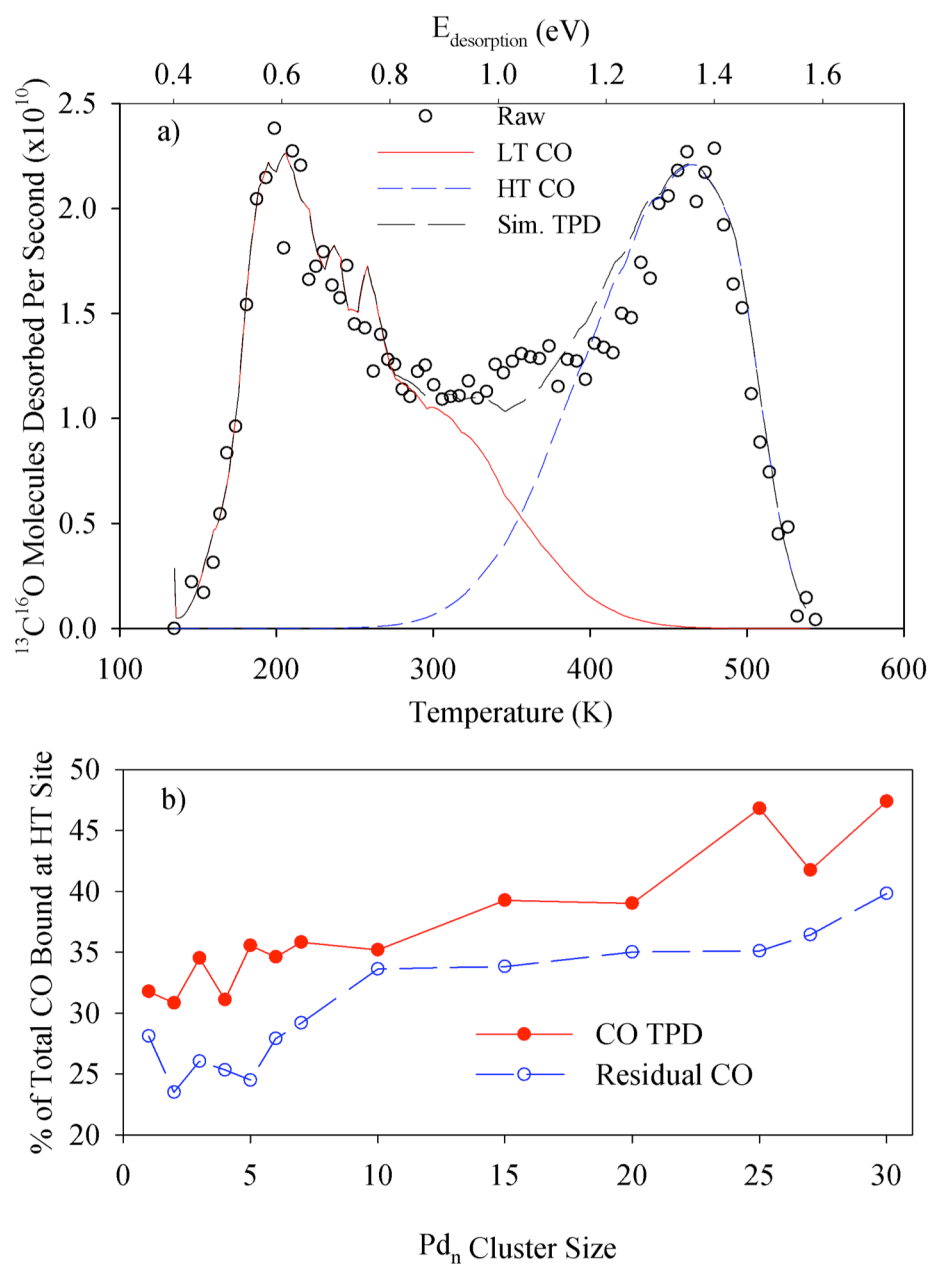 E_desorption (eV)
0.4 0.6 0.8 1.0 1.2 1.4 1.6
a)
Raw
LT CO
HT CO
Sim. TPD
¹³C¹⁶O Molecules Desorbed Per Second (x10¹⁰)
2.5
2.0
1.5
1.0
0.5
0.0
100 200 300 400 500 600
Temperature (K)
b)
% of Total CO Bound at HT Site
50
45
40
35
30
25
20
CO TPD
Residual CO
0 5 10 15 20 25 30
Pd_n Cluster Size